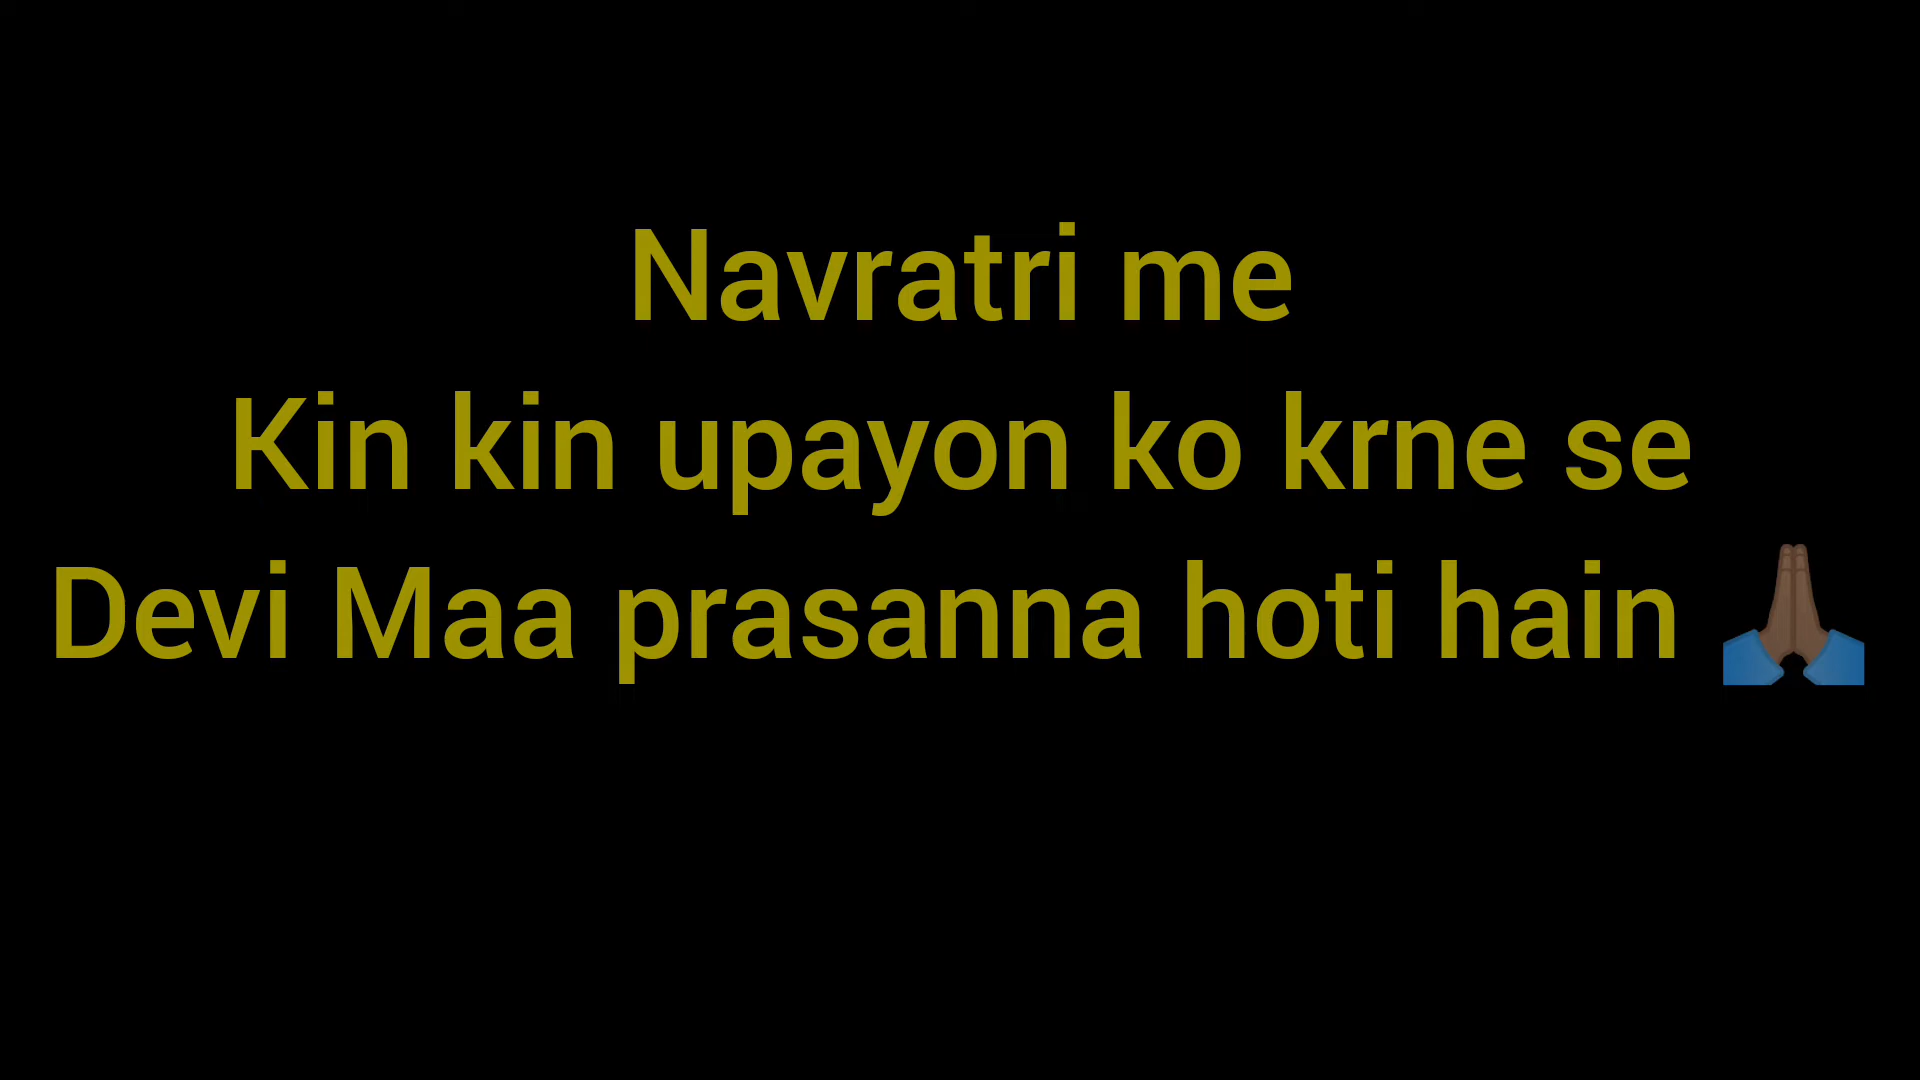 Navratri me
Kin kin upayon ko krne se
Devi Maa prasanna hoti hain 🙏🏾